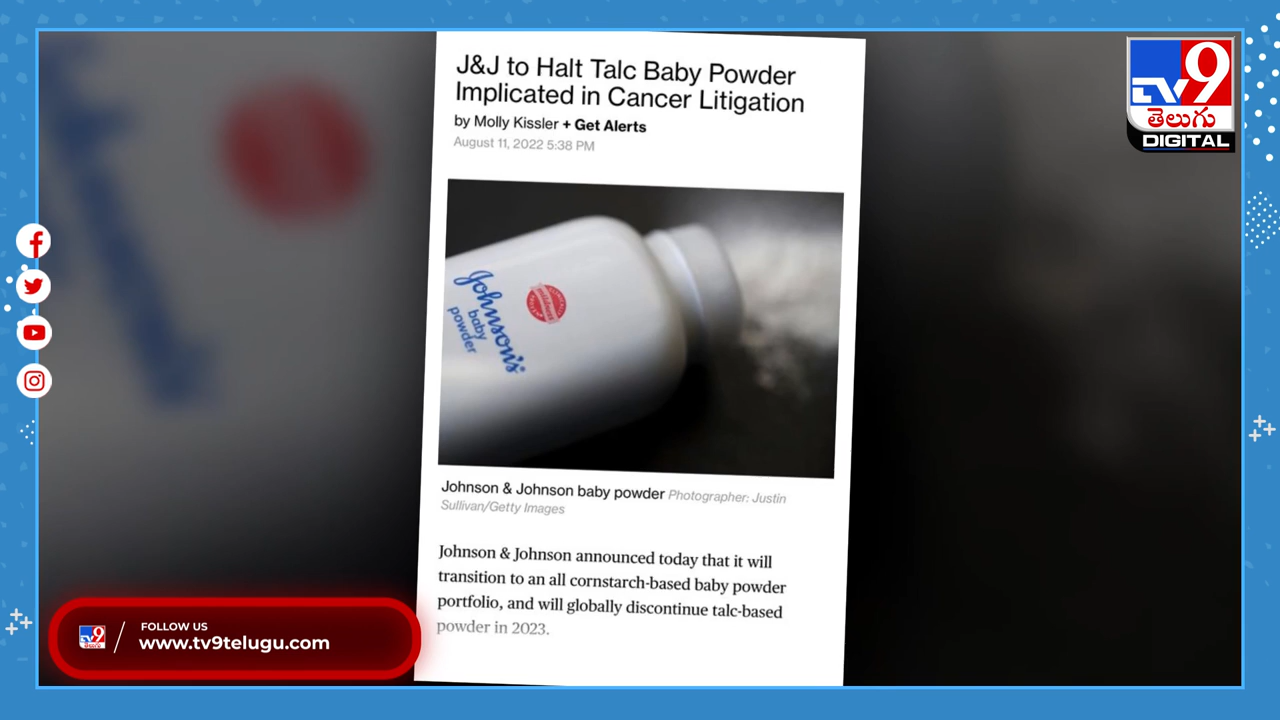 J&J to Halt Talc Baby Powder
Implicated in Cancer Litigation
by Molly Kissler + Get Alerts
August 11, 2022 5:38 PM
Johnson's
baby
powder
Johnson & Johnson baby powder Photographer: Justin
Sullivan/Getty Images
Johnson & Johnson announced today that it will
transition to an all cornstarch-based baby powder
portfolio, and will globally discontinue talc-based
powder in 2023.
TV9
తెలుగు
DIGITAL
FOLLOW US
www.tv9telugu.com